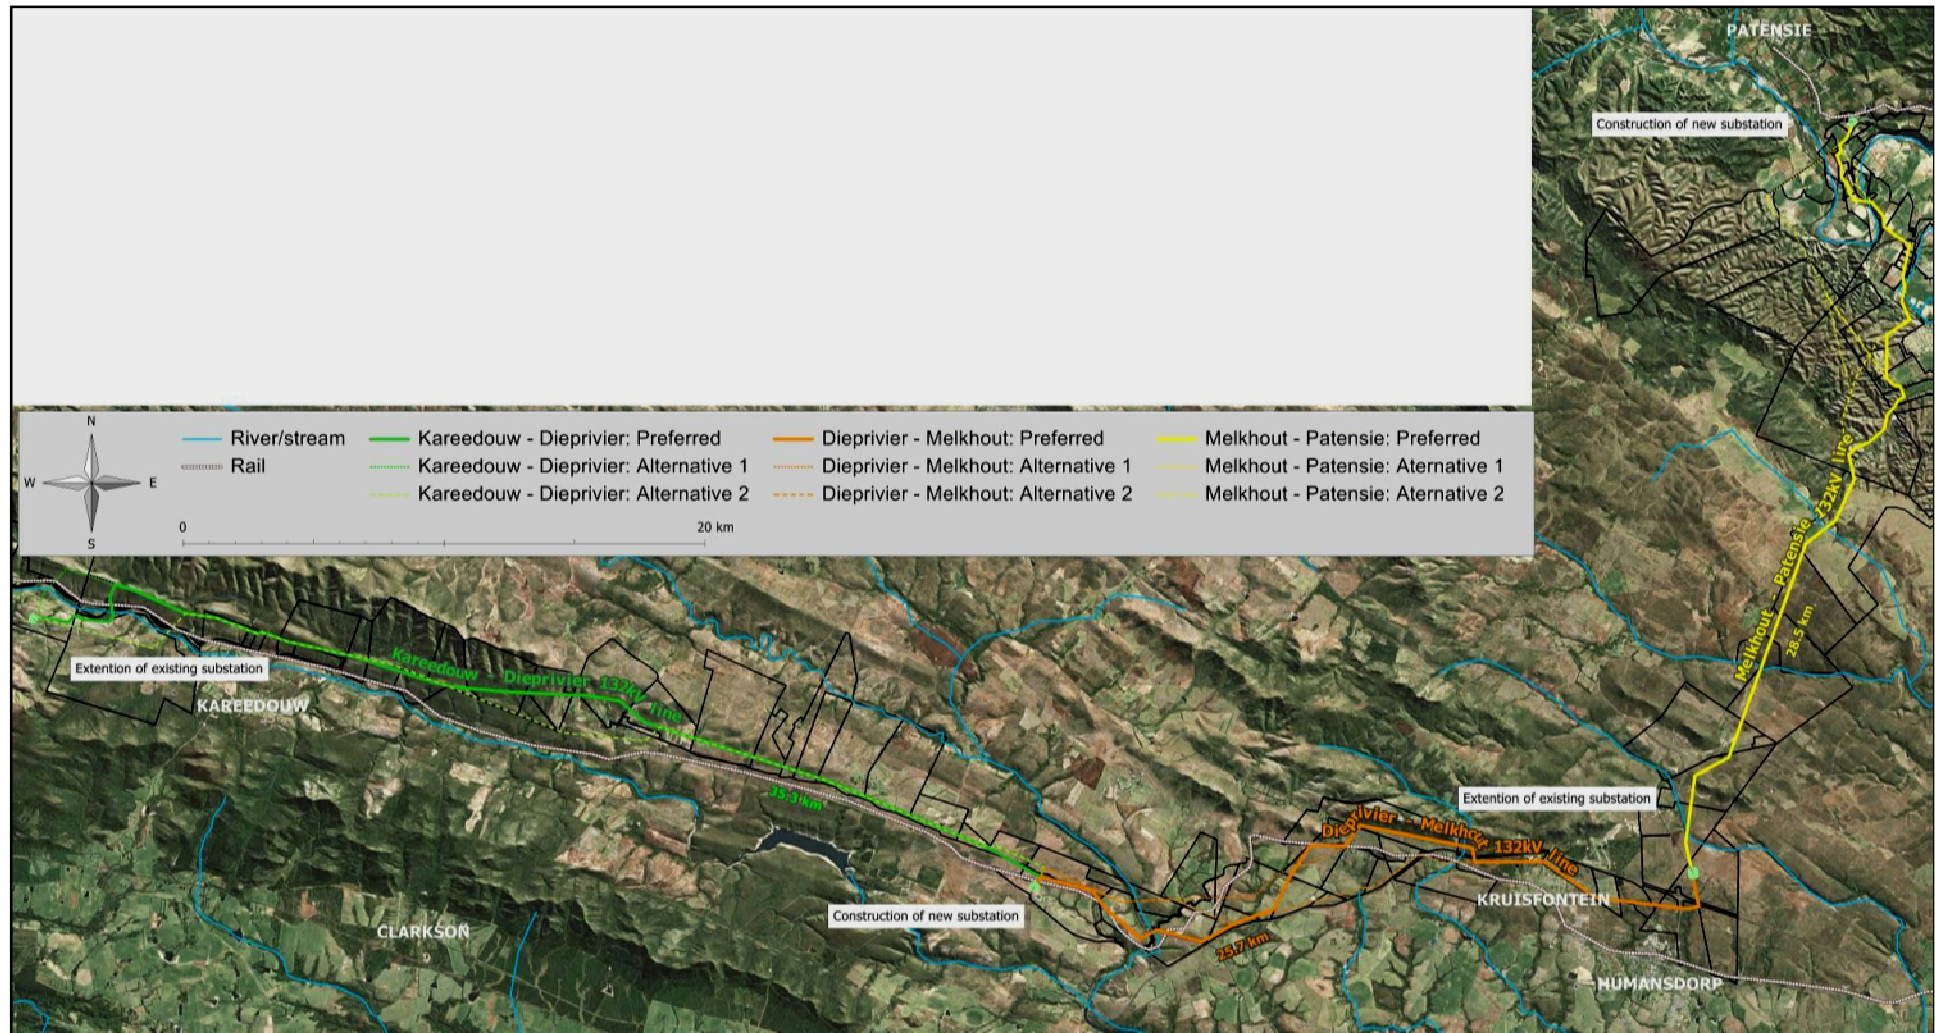 PATENSIE
Construction of new substation
N
W
E
S
River/stream
Rail
Kareedouw - Dieprivier: Preferred
Kareedouw - Dieprivier: Alternative 1
Kareedouw - Dieprivier: Alternative 2
Dieprivier - Melkhout: Preferred
Dieprivier - Melkhout: Alternative 1
Dieprivier - Melkhout: Alternative 2
Melkhout - Patensie: Preferred
Melkhout - Patensie: Alternative 1
Melkhout - Patensie: Aternative 2
0
20 km
Melkhout - Patensie 132kV line
28.5 km
Extention of existing substation
KAREEDOUW
Kareedouw - Dieprivier 132kV line
35.3 km
Extention of existing substation
Dieprivier - Melkhout 132kV line
KRUISFONTEIN
Construction of new substation
CLARKSON
25.7 km
HUMANSDORP